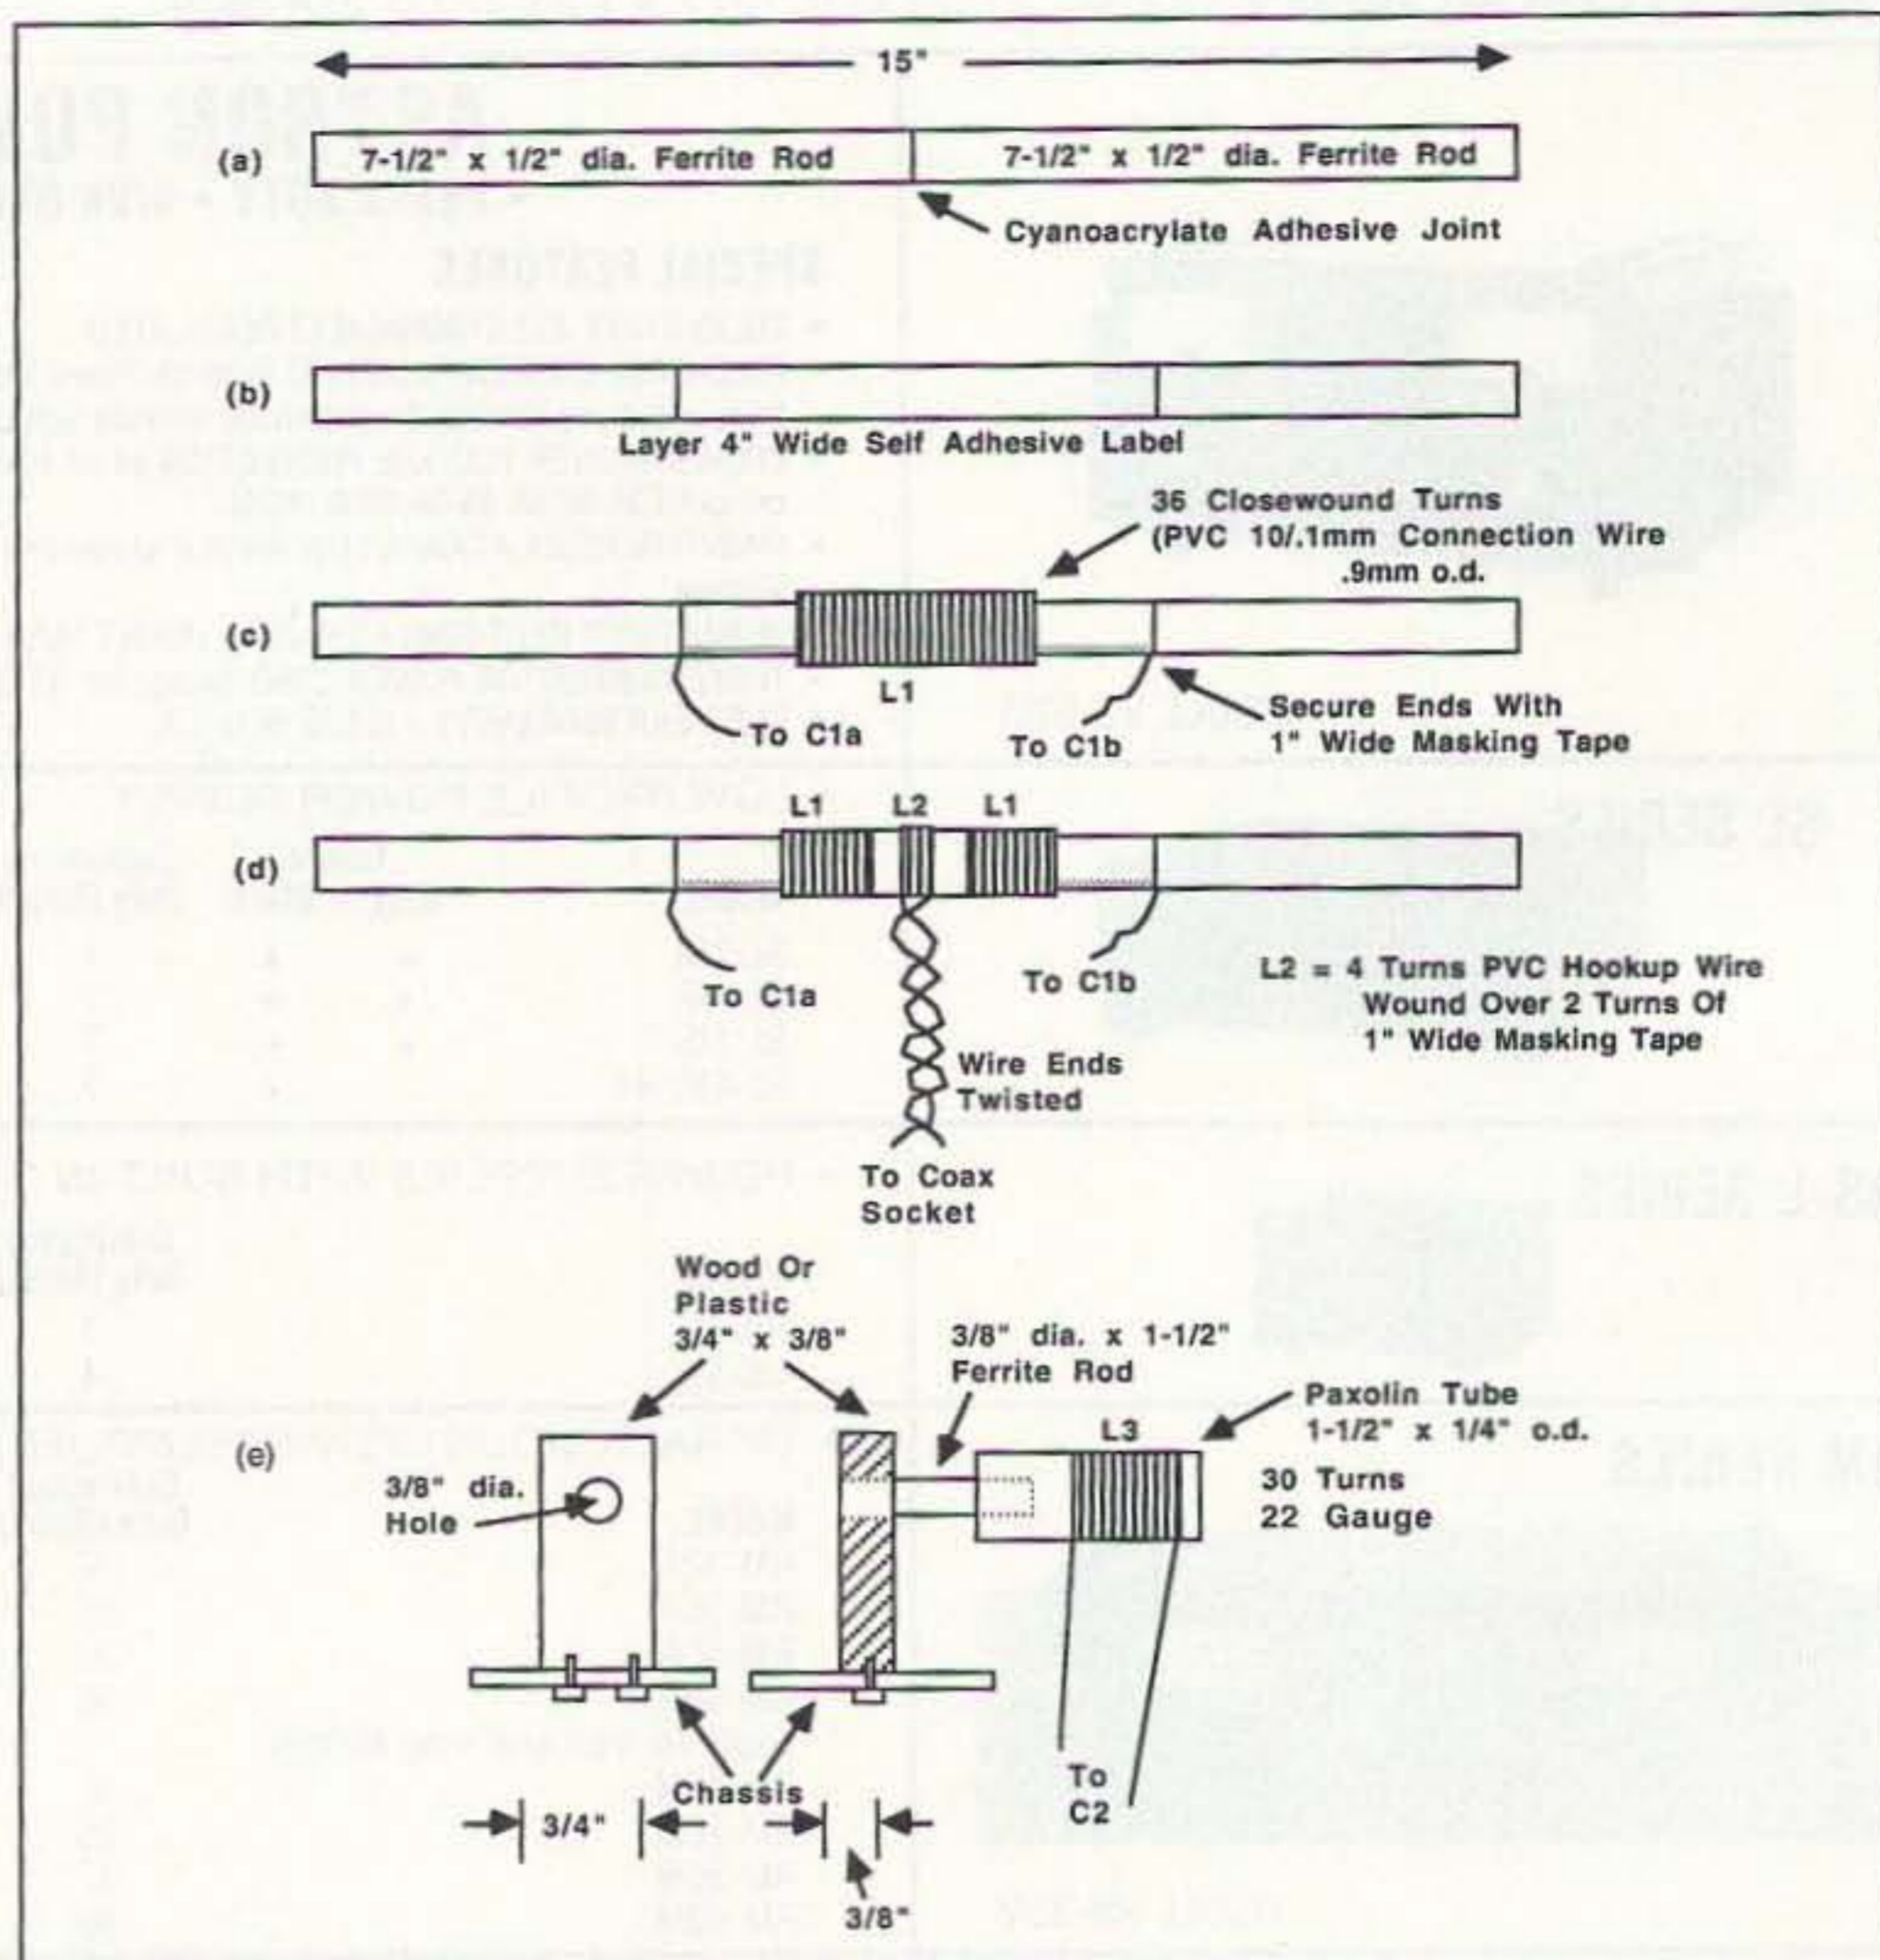 15"
(a)
7-1/2" x 1/2" dia. Ferrite Rod
7-1/2" x 1/2" dia. Ferrite Rod
Cyanoacrylate Adhesive Joint
(b)
Layer 4" Wide Self Adhesive Label
36 Closewound Turns
(PVC 10/.1mm Connection Wire
.9mm o.d.
(c)
L1
To C1a
To C1b
Secure Ends With
1" Wide Masking Tape
L1
L2
L1
(d)
To C1a
To C1b
L2 = 4 Turns PVC Hookup Wire
Wound Over 2 Turns Of
1" Wide Masking Tape
Wire Ends
Twisted
To Coax
Socket
Wood Or
Plastic
3/4" x 3/8"
3/8" dia. x 1-1/2"
Ferrite Rod
Paxolin Tube
1-1/2" x 1/4" o.d.
L3
(e)
3/8" dia.
Hole
30 Turns
22 Gauge
Chassis
To
C2
3/4"
3/8"